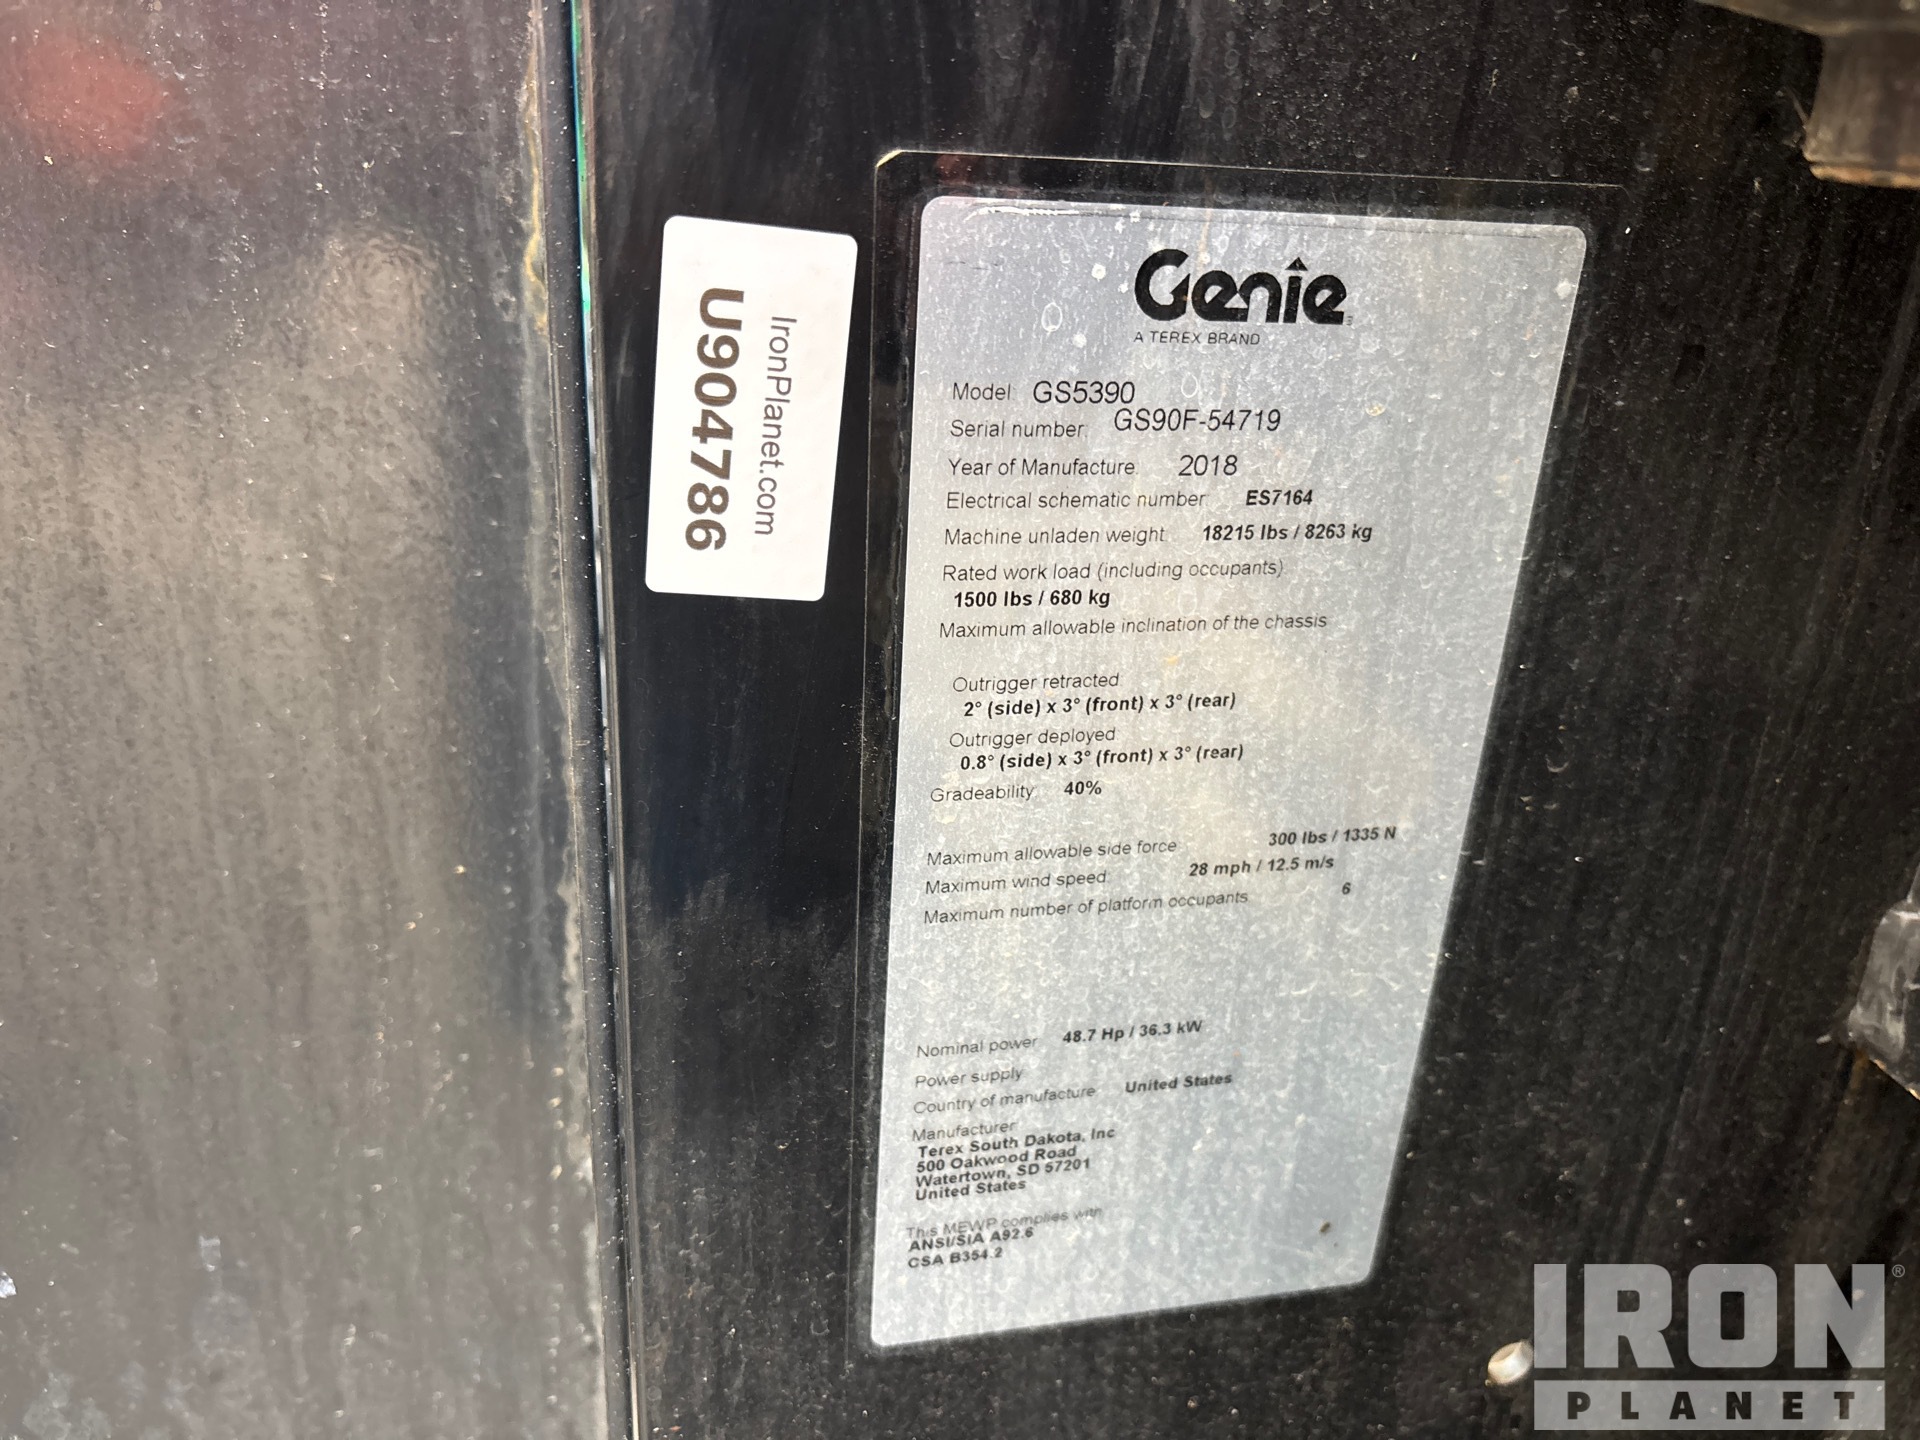 IronPlanet.com
U904786
Genie
A TEREX BRAND
Model: GS5390
Serial number: GS90F-54719
Year of Manufacture: 2018
Electrical schematic number: ES7164
Machine unladen weight: 18215 lbs / 8263 kg
Rated work load (including occupants):
1500 lbs / 680 kg
Maximum allowable inclination of the chassis
Outrigger retracted:
2° (side) x 3° (front) x 3° (rear)
Outrigger deployed:
0.8° (side) x 3° (front) x 3° (rear)
Gradeability: 40%
Maximum allowable side force: 300 lbs / 1335 N
Maximum wind speed: 28 mph / 12.5 m/s
Maximum number of platform occupants 6
Nominal power 48.7 Hp / 36.3 kW
Power supply
Country of manufacture United States
Manufacturer:
Terex South Dakota, Inc
500 Oakwood Road
Watertown, SD 57201
United States
This MEWP complies with:
ANSI/SIA A92.6
CSA B354.2
IRON®
PLANET